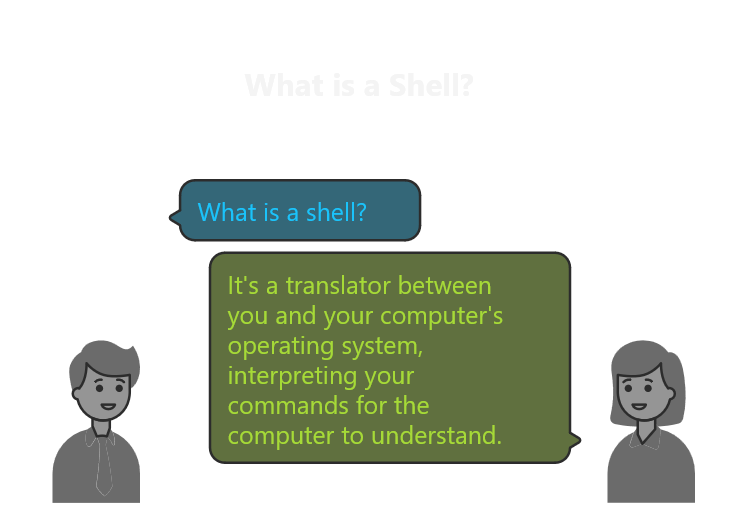 What is a Shell?
What is a shell?
It's a translator between
you and your computer's
operating system,
interpreting your
commands for the
computer to understand.